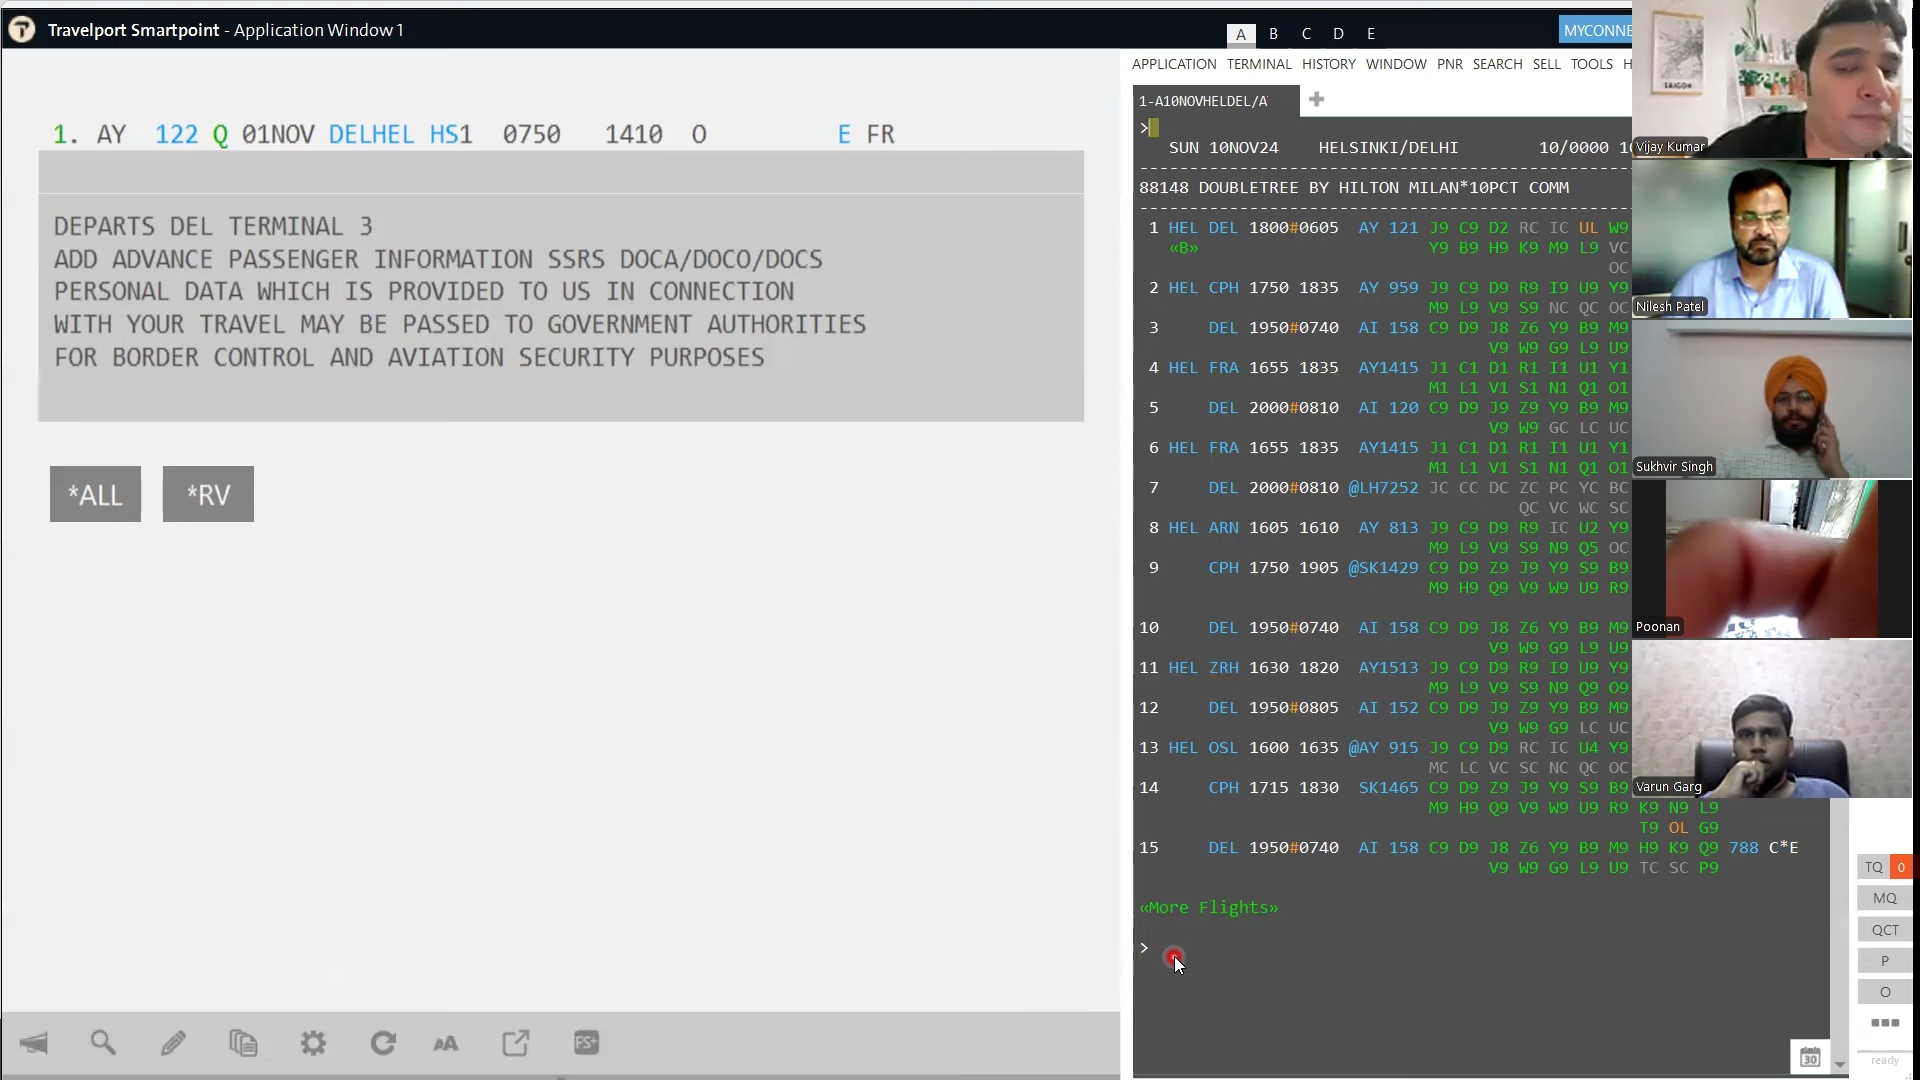 Travelport Smartpoint - Application Window 1
A B C D E
MYCONNE
1. AY 122 Q 01NOV DELHEL HS1 0750 1410 O E FR
DEPARTS DEL TERMINAL 3
ADD ADVANCE PASSENGER INFORMATION SSRS DOCA/DOCO/DOCS
PERSONAL DATA WHICH IS PROVIDED TO US IN CONNECTION
WITH YOUR TRAVEL MAY BE PASSED TO GOVERNMENT AUTHORITIES
FOR BORDER CONTROL AND AVIATION SECURITY PURPOSES
*ALL *RV
FS+
APPLICATION TERMINAL HISTORY WINDOW PNR SEARCH SELL TOOLS H
1-A10NOVHELDEL/A
>
SUN 10NOV24 HELSINKI/DELHI 10/0000 1
88148 DOUBLETREE BY HILTON MILAN*10PCT COMM
1 HEL DEL 1800#0605 AY 121 J9 C9 D2 RC IC UL W9
«B» Y9 B9 H9 K9 M9 L9 VC
OC
2 HEL CPH 1750 1835 AY 959 J9 C9 D9 R9 I9 U9 Y9
M9 L9 V9 S9 NC QC OC
3 DEL 1950#0740 AI 158 C9 D9 J8 Z6 Y9 B9 M9
V9 W9 G9 L9 U9
4 HEL FRA 1655 1835 AY1415 J1 C1 D1 R1 I1 U1 Y1
M1 L1 V1 S1 N1 Q1 O1
5 DEL 2000#0810 AI 120 C9 D9 J9 Z9 Y9 B9 M9
V9 W9 GC LC UC
6 HEL FRA 1655 1835 AY1415 J1 C1 D1 R1 I1 U1 Y1
M1 L1 V1 S1 N1 Q1 O1
7 DEL 2000#0810 @LH7252 JC CC DC ZC PC YC BC
QC VC WC SC
8 HEL ARN 1605 1610 AY 813 J9 C9 D9 R9 IC U2 Y9
M9 L9 V9 S9 N9 Q5 OC
9 CPH 1750 1905 @SK1429 C9 D9 Z9 J9 Y9 S9 B9
M9 H9 Q9 V9 W9 U9 R9
10 DEL 1950#0740 AI 158 C9 D9 J8 Z6 Y9 B9 M9
V9 W9 G9 L9 U9
11 HEL ZRH 1630 1820 AY1513 J9 C9 D9 R9 I9 U9 Y9
M9 L9 V9 S9 N9 Q9 O9
12 DEL 1950#0805 AI 152 C9 D9 J9 Z9 Y9 B9 M9
V9 W9 G9 LC UC
13 HEL OSL 1600 1635 @AY 915 J9 C9 D9 RC IC U4 Y9
MC LC VC SC NC QC OC
14 CPH 1715 1830 SK1465 C9 D9 Z9 J9 Y9 S9 B9
M9 H9 Q9 V9 W9 U9 R9 K9 N9 L9
T9 OL G9
15 DEL 1950#0740 AI 158 C9 D9 J8 Z6 Y9 B9 M9 H9 K9 Q9 788 C*E
V9 W9 G9 L9 U9 TC SC P9
«More Flights»
>
SAIGON
Vijay Kumar
Nilesh Patel
Sukhvir Singh
Poonan
Varun Garg
TQ 0
MQ
QCT
P
O
ready
30